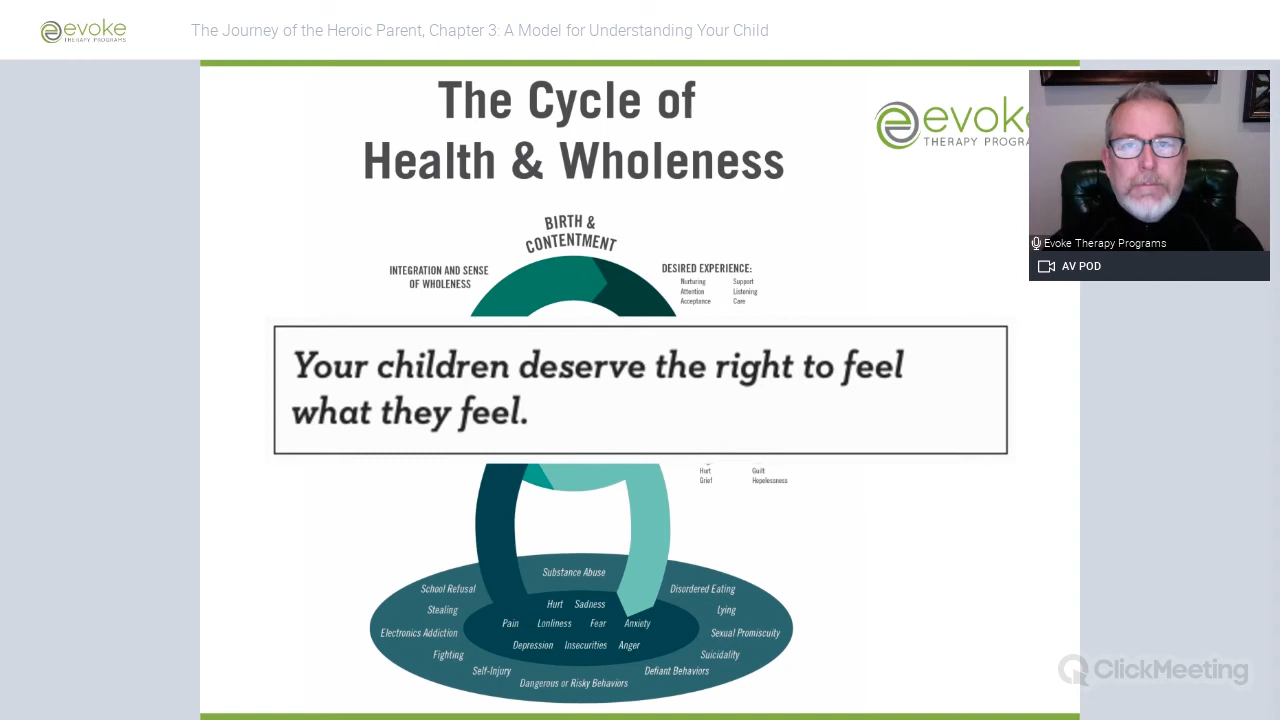 evoke
THERAPY PROGRAMS
The Journey of the Heroic Parent, Chapter 3: A Model for Understanding Your Child
The Cycle of
Health & Wholeness
evoke
THERAPY PROGRA
Evoke Therapy Programs
AV POD
BIRTH &
CONTENTMENT
INTEGRATION AND SENSE
OF WHOLENESS
DESIRED EXPERIENCE:
Nurturing Support
Attention Listening
Acceptance Care
Your children deserve the right to feel
what they feel.
Hurt Guilt
Grief Hopelessness
Substance Abuse
School Refusal Disordered Eating
Hurt Sadness
Stealing Lying
Pain Lonliness Fear Anxiety
Electronics Addiction Sexual Promiscuity
Depression Insecurities Anger
Fighting Suicidality
Self-Injury Defiant Behaviors
Dangerous or Risky Behaviors
ClickMeeting